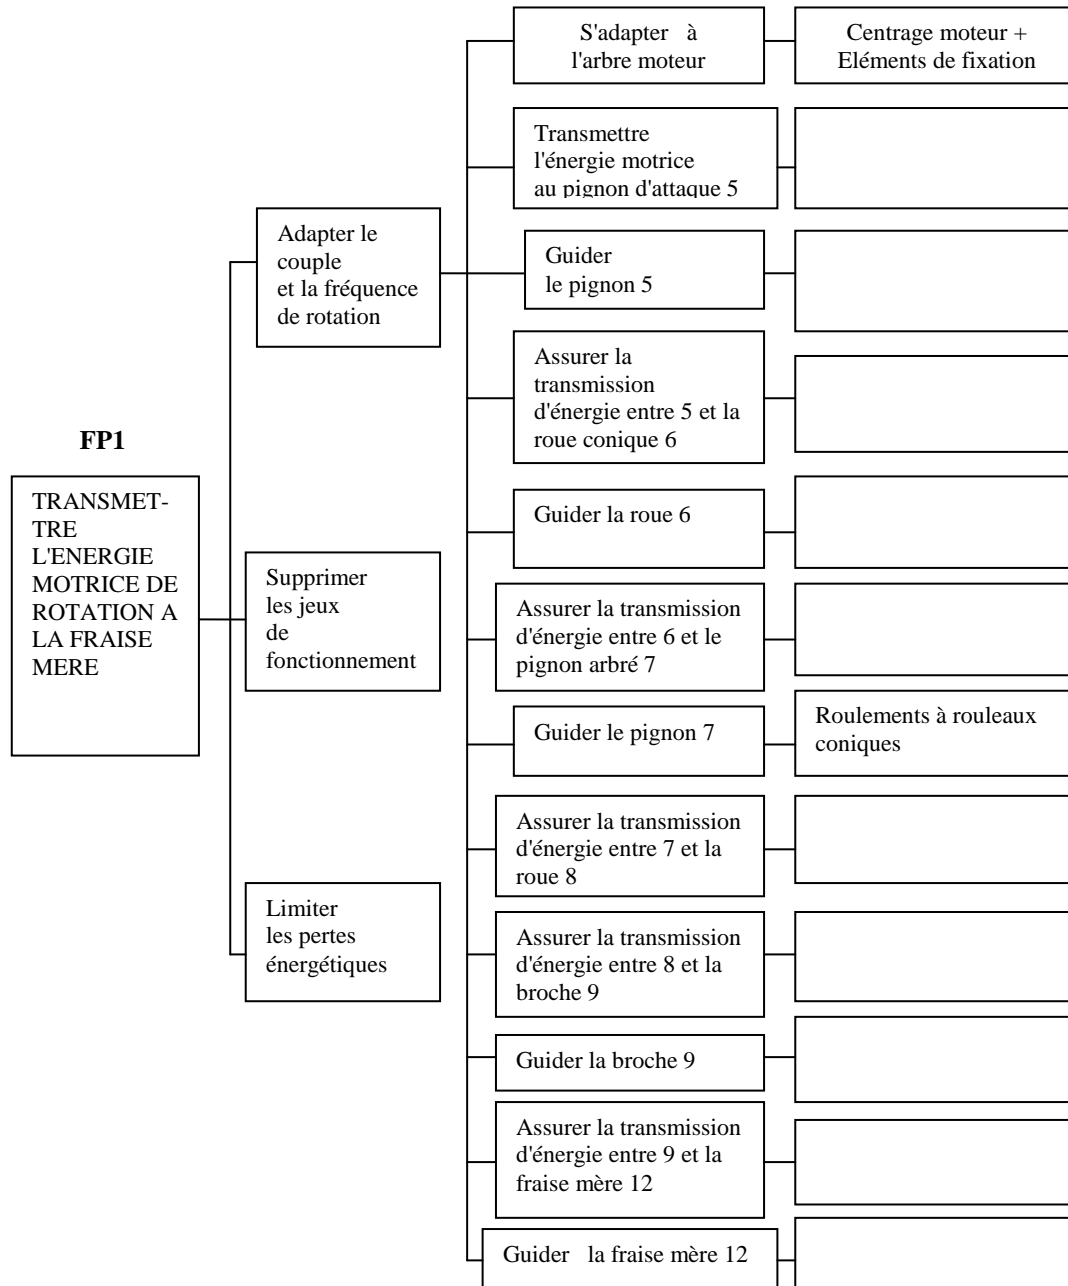 S'adapter à
l'arbre moteur
Centrage moteur +
Eléments de fixation
Transmettre
l'énergie motrice
au pignon d'attaque 5
Adapter le
couple
et la fréquence
de rotation
Guider
le pignon 5
Assurer la
transmission
d'énergie entre 5 et la
roue conique 6
FP1
TRANSMET-
TRE
L'ENERGIE
MOTRICE DE
ROTATION A
LA FRAISE
MERE
Guider la roue 6
Supprimer
les jeux
de
fonctionnement
Assurer la transmission
d'énergie entre 6 et le
pignon arbré 7
Guider le pignon 7
Roulements à rouleaux
coniques
Assurer la transmission
d'énergie entre 7 et la
roue 8
Limiter
les pertes
énergétiques
Assurer la transmission
d'énergie entre 8 et la
broche 9
Guider la broche 9
Assurer la transmission
d'énergie entre 9 et la
fraise mère 12
Guider la fraise mère 12